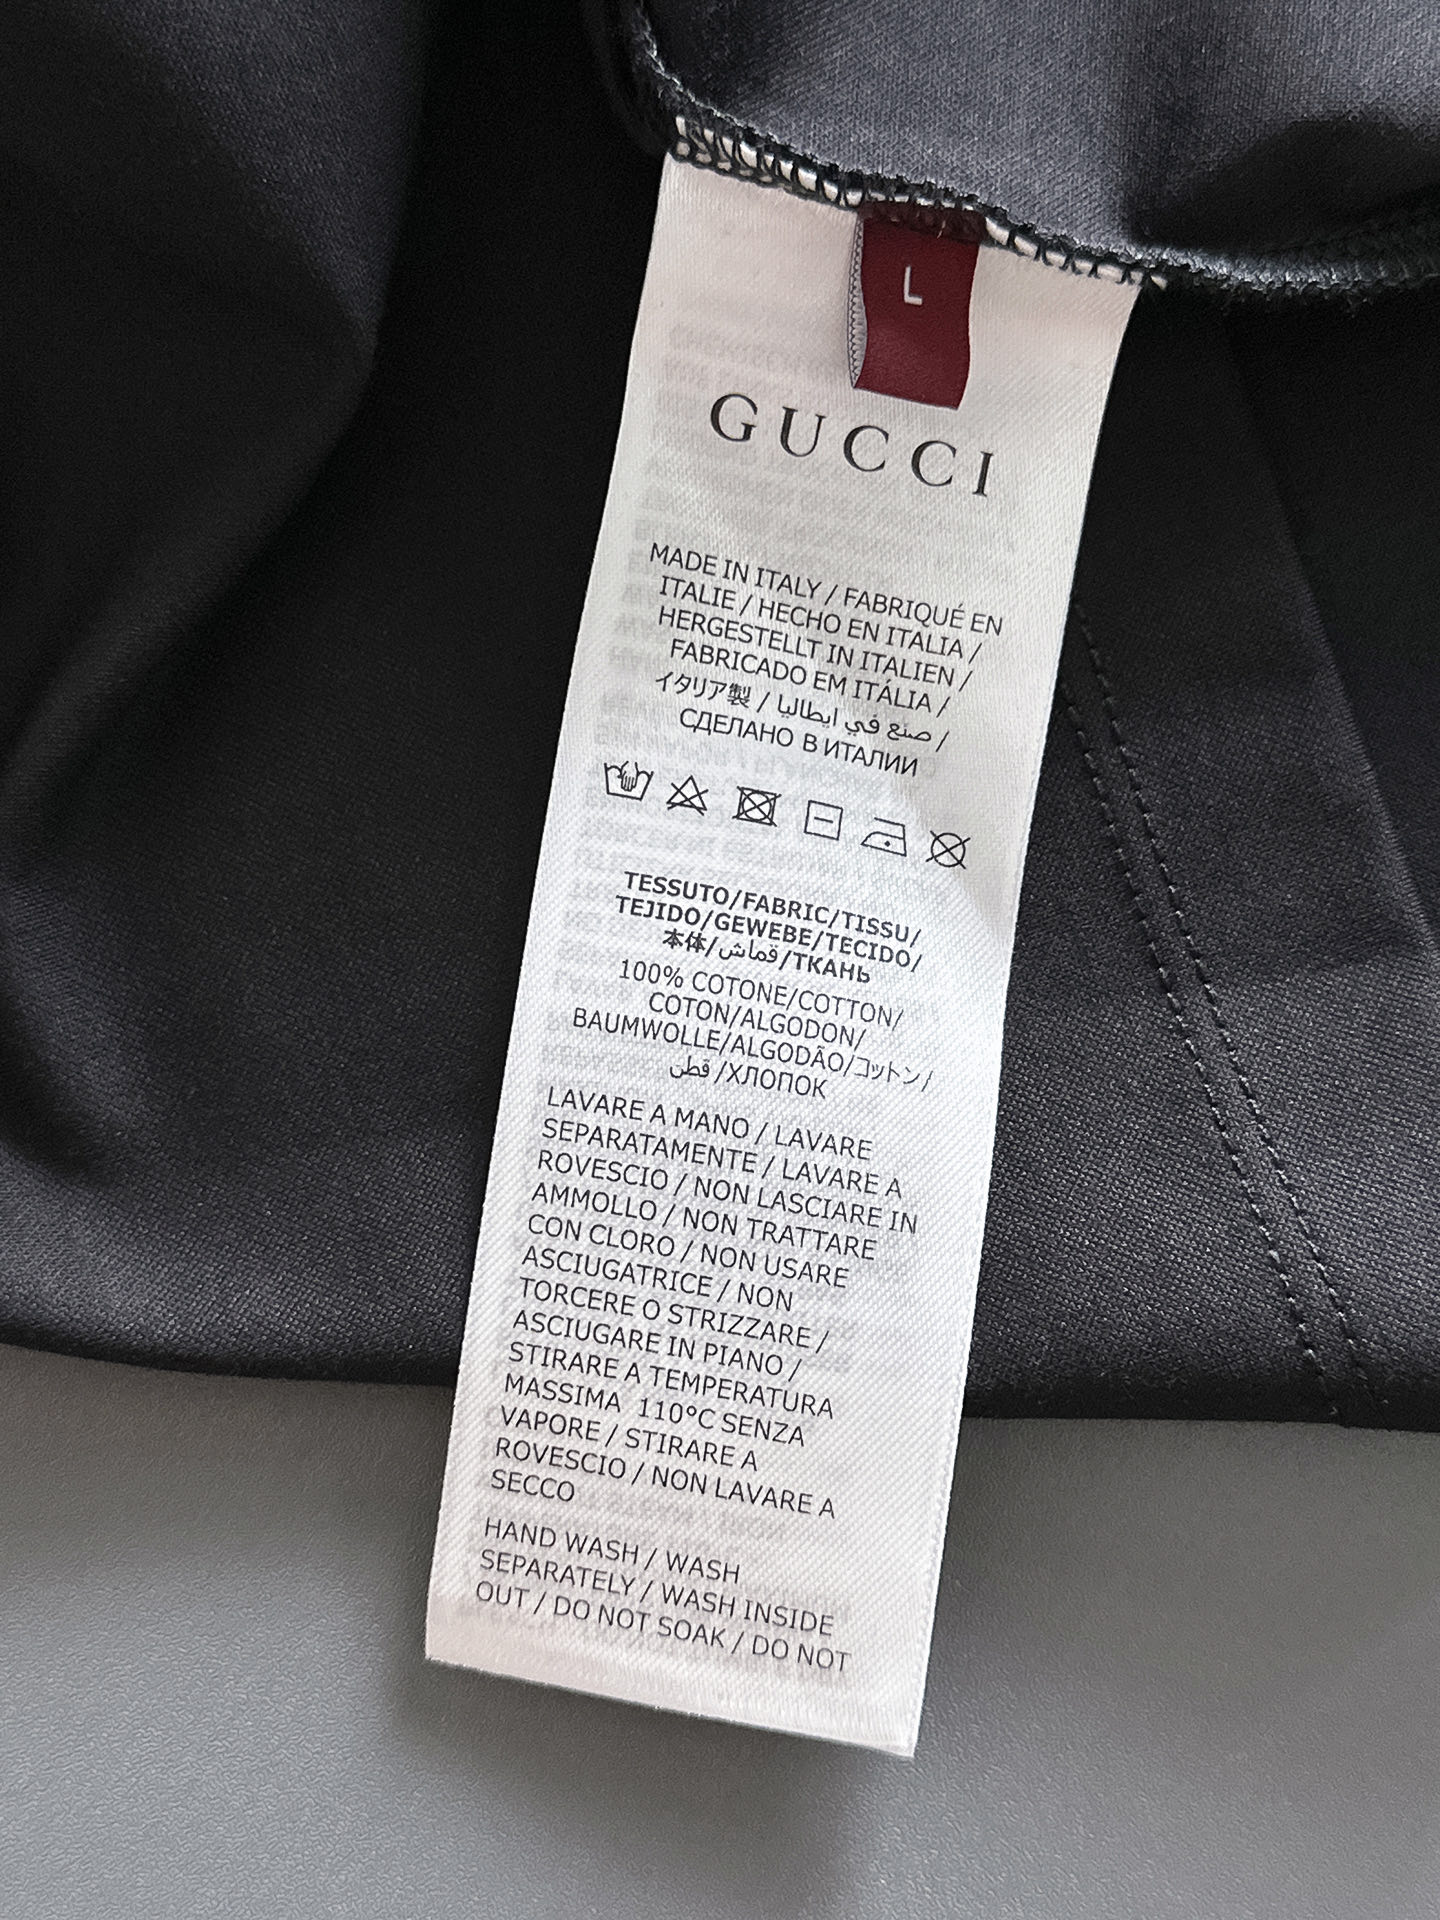 L
GUCCI
MADE IN ITALY / FABRIQUÉ EN
ITALIE / HECHO EN ITALIA /
HERGESTELLT IN ITALIEN /
FABRICADO EM ITÁLIA /
イタリア製 / صنع في ايطاليا /
СДЕЛАНО В ИТАЛИИ
TESSUTO/FABRIC/TISSU/
TEJIDO/GEWEBE/TECIDO/
本体/قماش/ТКАНЬ
100% COTONE/COTTON/
COTON/ALGODON/
BAUMWOLLE/ALGODÃO/コットン/
قطن /ХЛОПОК
LAVARE A MANO / LAVARE
SEPARATAMENTE / LAVARE A
ROVESCIO / NON LASCIARE IN
AMMOLLO / NON TRATTARE
CON CLORO / NON USARE
ASCIUGATRICE / NON
TORCERE O STRIZZARE /
ASCIUGARE IN PIANO /
STIRARE A TEMPERATURA
MASSIMA 110°C SENZA
VAPORE / STIRARE A
ROVESCIO / NON LAVARE A
SECCO
HAND WASH / WASH
SEPARATELY / WASH INSIDE
OUT / DO NOT SOAK / DO NOT